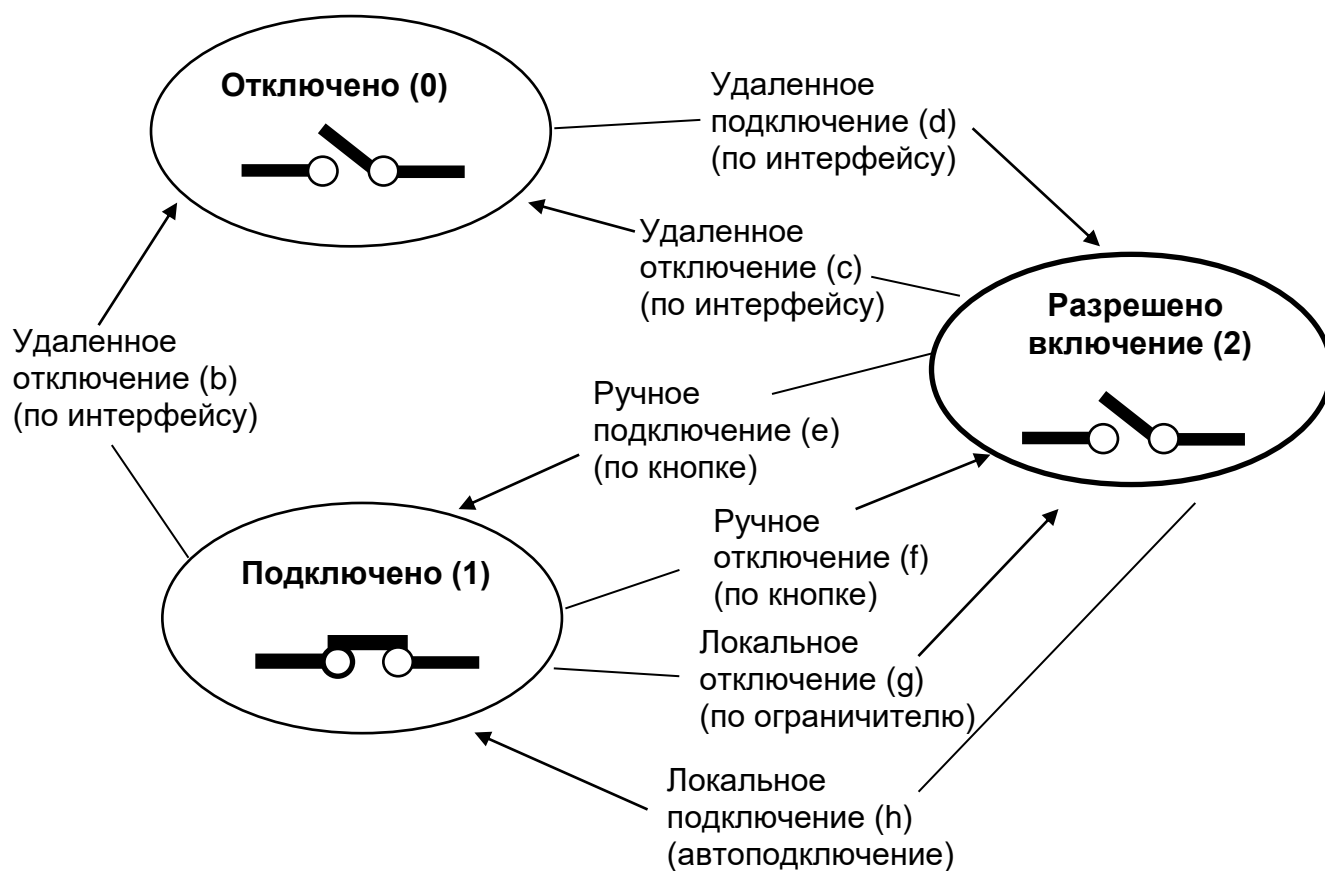 Отключено (0)
Удаленное
подключение (d)
(по интерфейсу)
Удаленное
отключение (c)
(по интерфейсу)
Разрешено
включение (2)
Удаленное
отключение (b)
(по интерфейсу)
Ручное
подключение (e)
(по кнопке)
Ручное
отключение (f)
(по кнопке)
Подключено (1)
Локальное
отключение (g)
(по ограничителю)
Локальное
подключение (h)
(автоподключение)